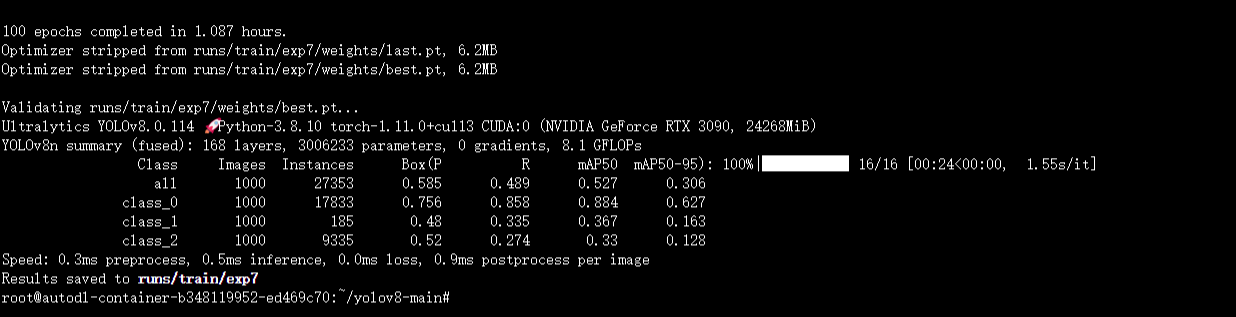 100 epochs completed in 1.087 hours.
Optimizer stripped from runs/train/exp7/weights/last.pt, 6.2MB
Optimizer stripped from runs/train/exp7/weights/best.pt, 6.2MB
Validating runs/train/exp7/weights/best.pt...
Ultralytics YOLOv8.0.114 🚀 Python-3.8.10 torch-1.11.0+cu113 CUDA:0 (NVIDIA GeForce RTX 3090, 24268MiB)
YOLOv8n summary (fused): 168 layers, 3006233 parameters, 0 gradients, 8.1 GFLOPs
Class Images Instances Box(P R mAP50 mAP50-95): 100% 16/16 [00:24<00:00, 1.55s/it]
all 1000 27353 0.585 0.489 0.527 0.306
class_0 1000 17833 0.756 0.858 0.884 0.627
class_1 1000 185 0.48 0.335 0.367 0.163
class_2 1000 9335 0.52 0.274 0.33 0.128
Speed: 0.3ms preprocess, 0.5ms inference, 0.0ms loss, 0.9ms postprocess per image
Results saved to runs/train/exp7
root@autodl-container-b348119952-ed469c70:~/yolov8-main#